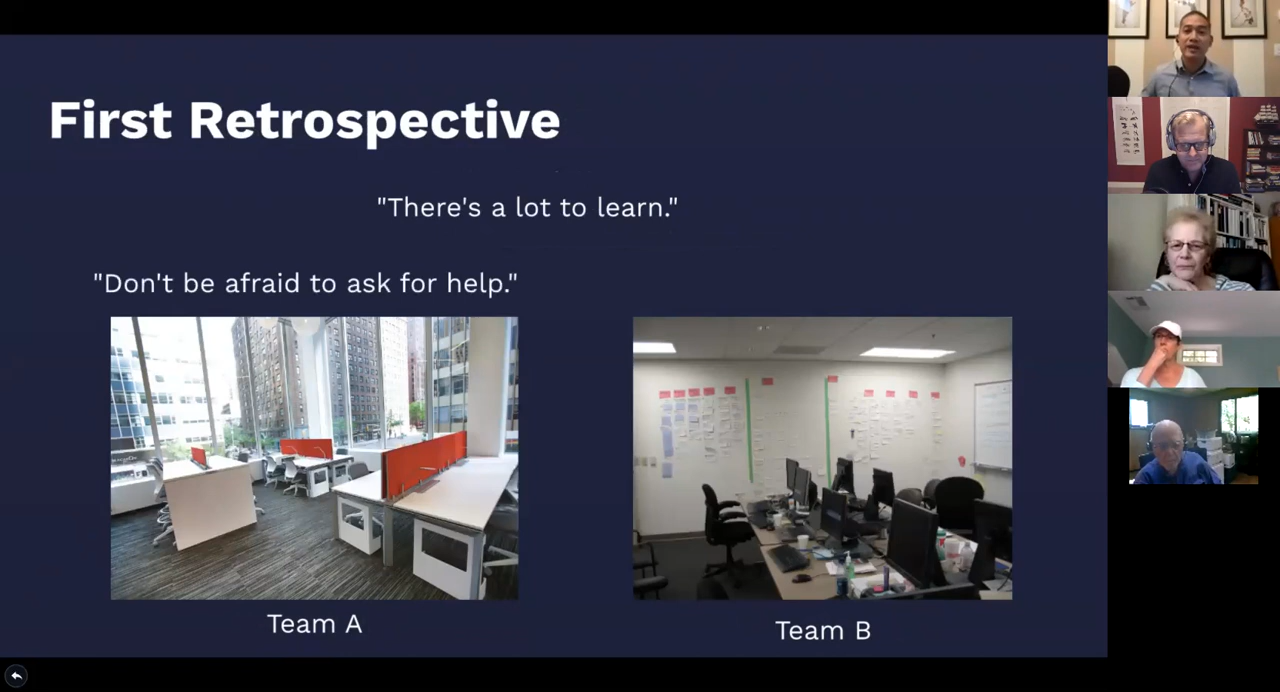 First Retrospective
"There's a lot to learn."
"Don't be afraid to ask for help."
Team A
Team B